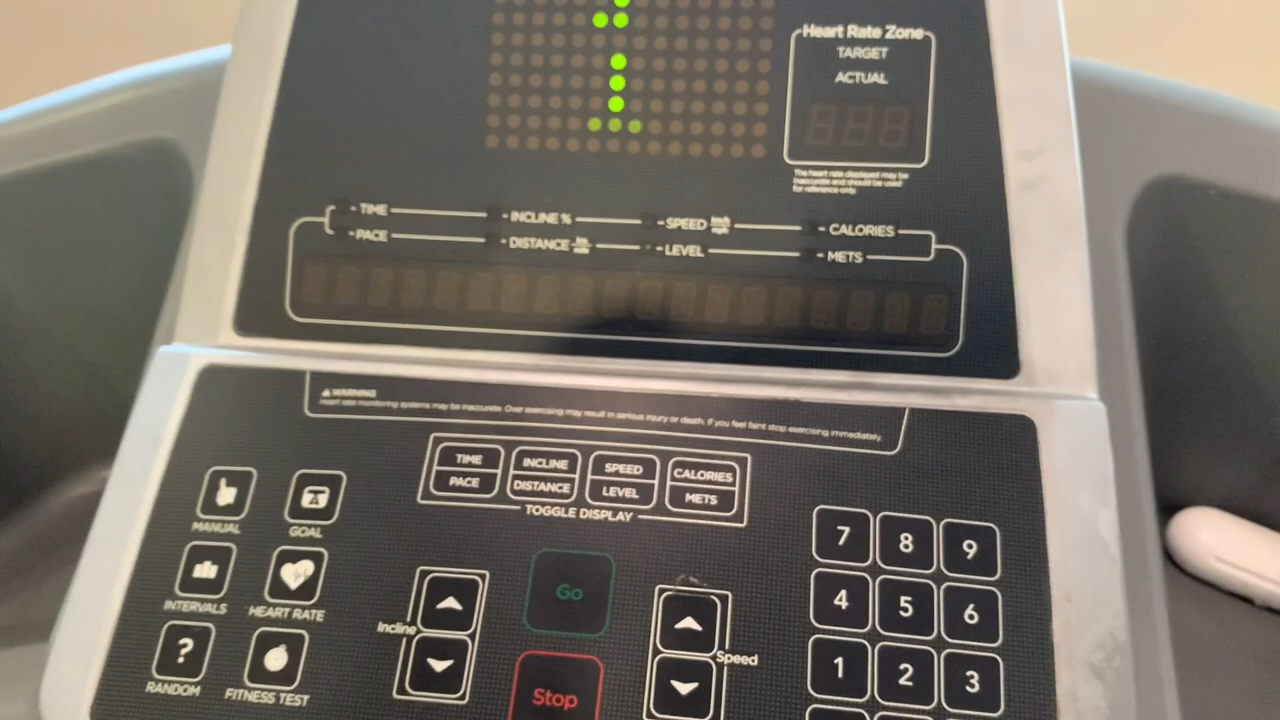 Heart Rate Zone
TARGET
ACTUAL
The heart rate displayed may be
inaccurate and should be used
for reference only.
TIME
INCLINE %
SPEED km/h mph
CALORIES
PACE
DISTANCE
LEVEL
METS
WARNING
Heart rate monitoring systems may be inaccurate. Over exercising may result in serious injury or death. If you feel faint stop exercising immediately.
TIME
PACE
INCLINE
DISTANCE
SPEED
LEVEL
CALORIES
METS
TOGGLE DISPLAY
MANUAL
GOAL
INTERVALS
HEART RATE
?
RANDOM
FITNESS TEST
Incline
Go
Stop
Speed
7 8 9
4 5 6
1 2 3